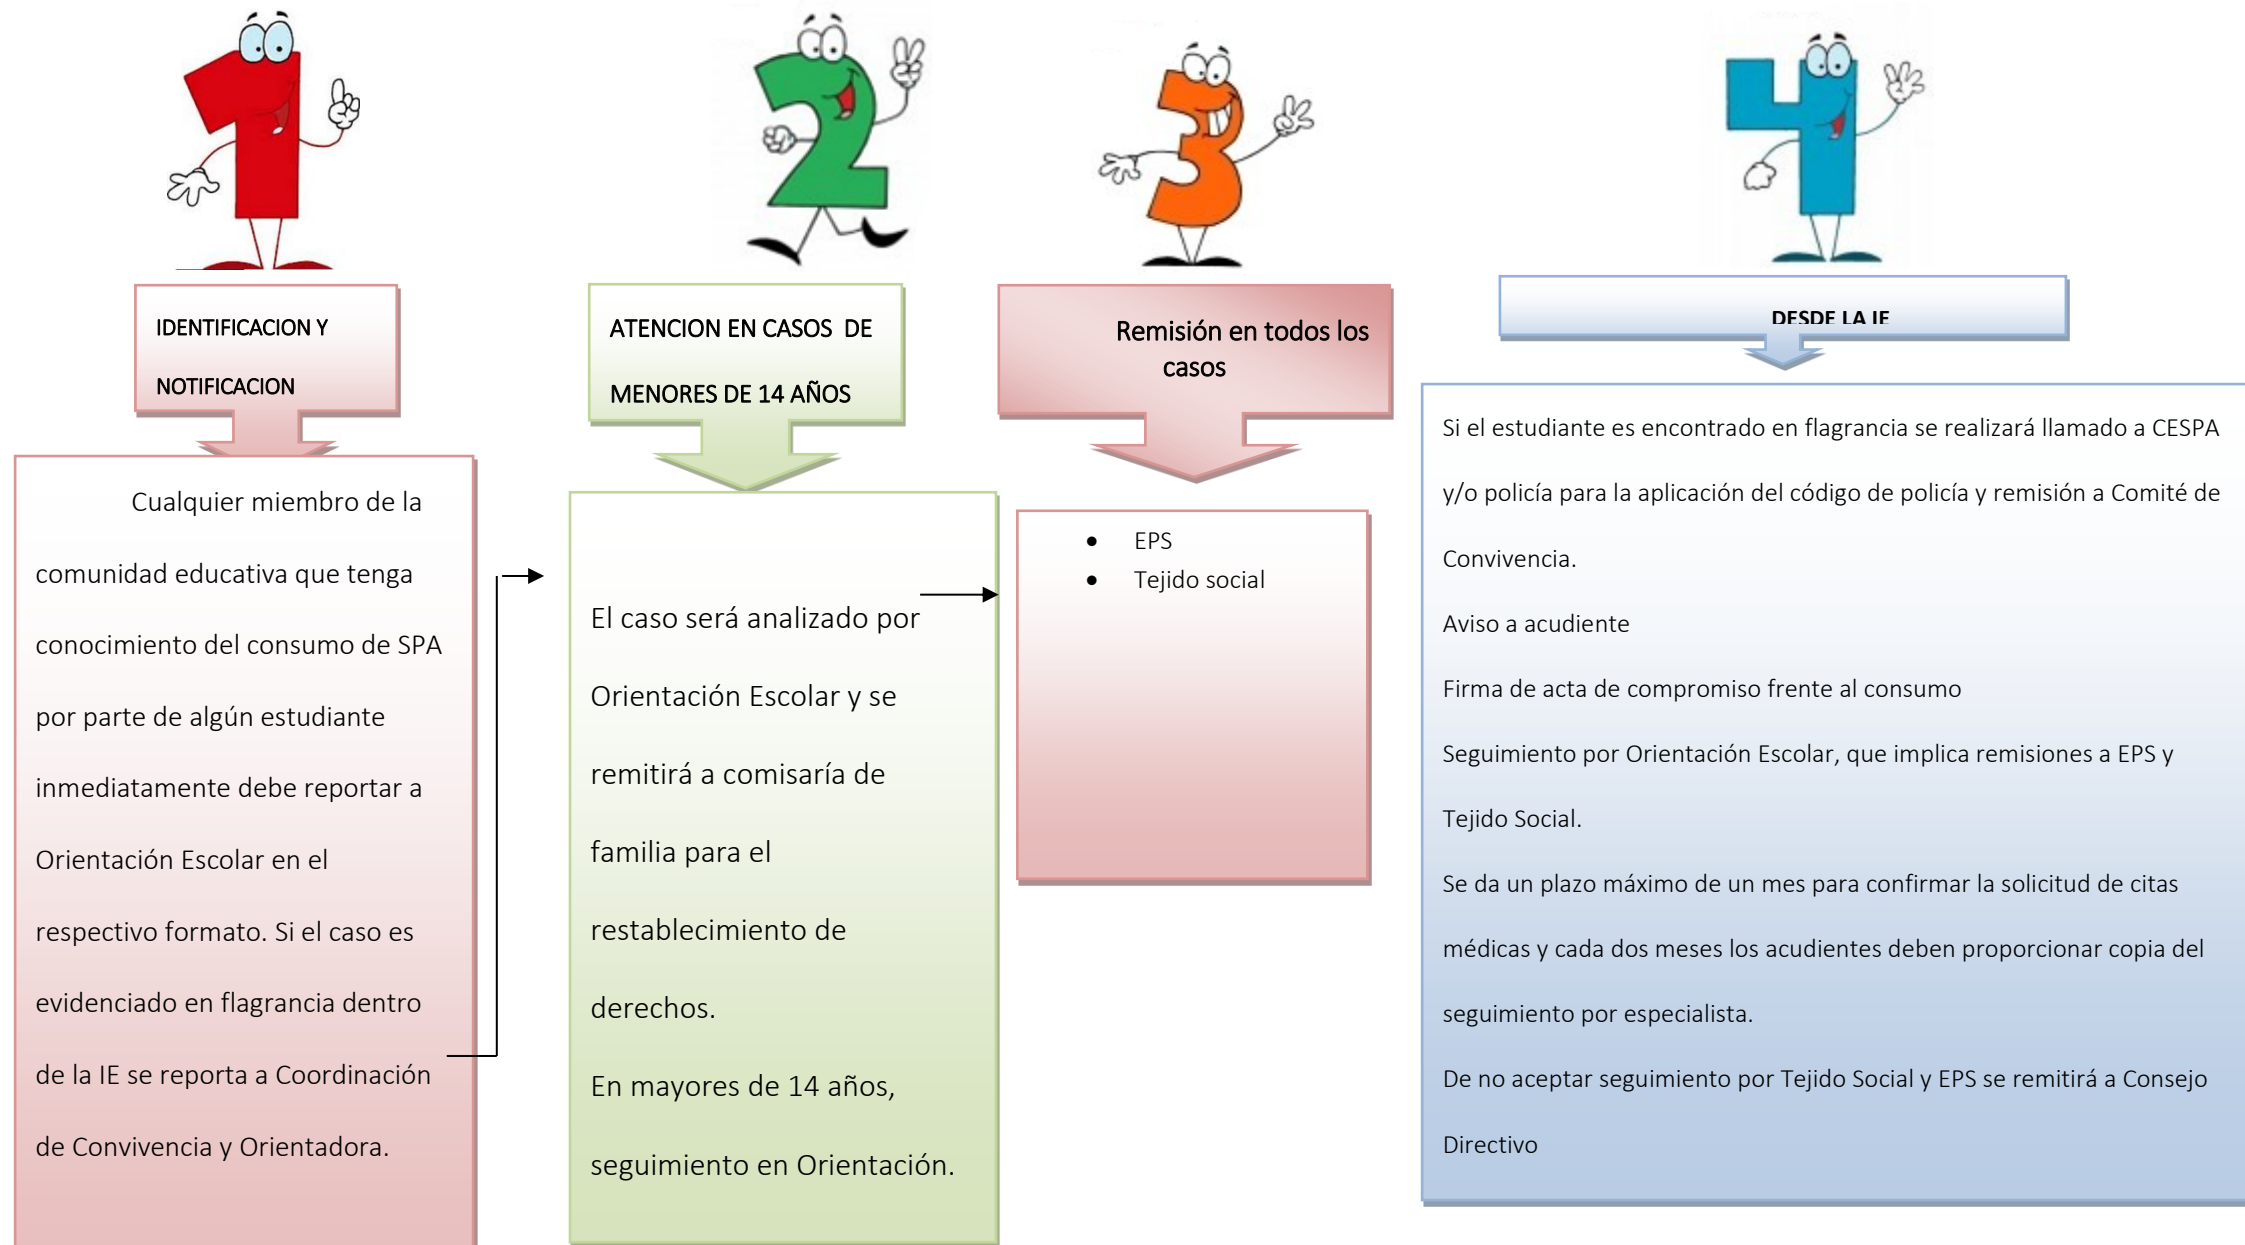 IDENTIFICACION Y
NOTIFICACION
Cualquier miembro de la
comunidad educativa que tenga
conocimiento del consumo de SPA
por parte de algún estudiante
inmediatamente debe reportar a
Orientación Escolar en el
respectivo formato. Si el caso es
evidenciado en flagrancia dentro
de la IE se reporta a Coordinación
de Convivencia y Orientadora.
ATENCION EN CASOS DE
MENORES DE 14 AÑOS
El caso será analizado por
Orientación Escolar y se
remitirá a comisaría de
familia para el
restablecimiento de
derechos.
En mayores de 14 años,
seguimiento en Orientación.
Remisión en todos los
casos
• EPS
• Tejido social
DESDE LA IE
Si el estudiante es encontrado en flagrancia se realizará llamado a CESPA
y/o policía para la aplicación del código de policía y remisión a Comité de
Convivencia.
Aviso a acudiente
Firma de acta de compromiso frente al consumo
Seguimiento por Orientación Escolar, que implica remisiones a EPS y
Tejido Social.
Se da un plazo máximo de un mes para confirmar la solicitud de citas
médicas y cada dos meses los acudientes deben proporcionar copia del
seguimiento por especialista.
De no aceptar seguimiento por Tejido Social y EPS se remitirá a Consejo
Directivo